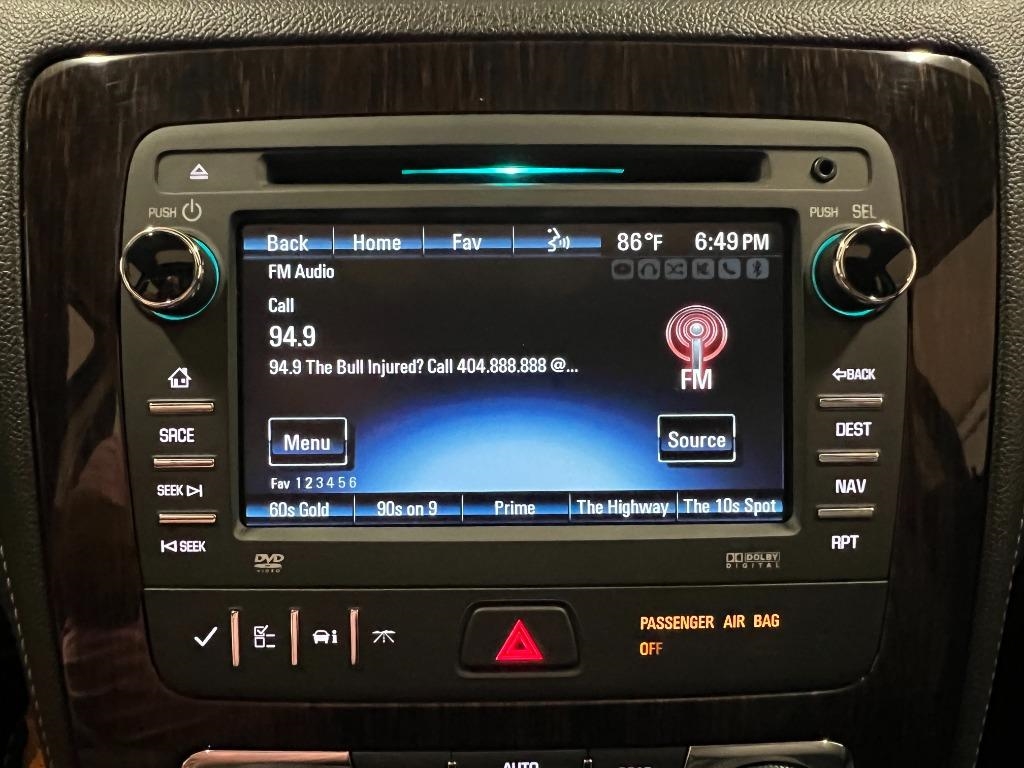 PUSH
PUSH SEL
Back Home Fav 86°F 6:49 PM
FM Audio
Call
94.9
94.9 The Bull Injured? Call 404.888.888 @...
FM
Menu
Source
Fav 1 2 3 4 5 6
60s Gold 90s on 9 Prime The Highway The 10s Spot
SRCE
SEEK
SEEK
BACK
DEST
NAV
RPT
DVD
VIDEO
DOLBY
DIGITAL
PASSENGER AIR BAG
OFF
AUTO